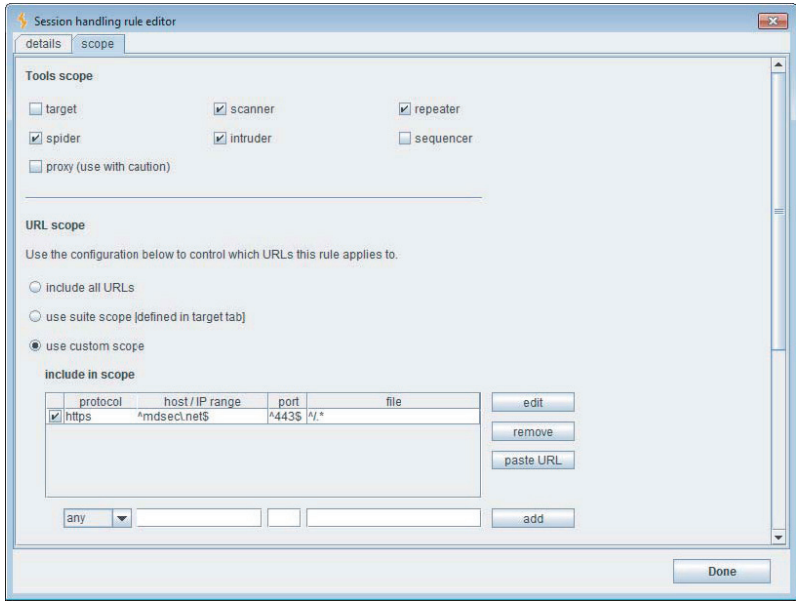 Session handling rule editor
details scope
Tools scope
target scanner repeater
spider intruder sequencer
proxy (use with caution)
URL scope
Use the configuration below to control which URLs this rule applies to.
include all URLs
use suite scope [defined in target tab]
use custom scope
include in scope
protocol host / IP range port file edit
https ^mdsec\.net$ ^443$ ^/.*
remove
paste URL
any add
Done